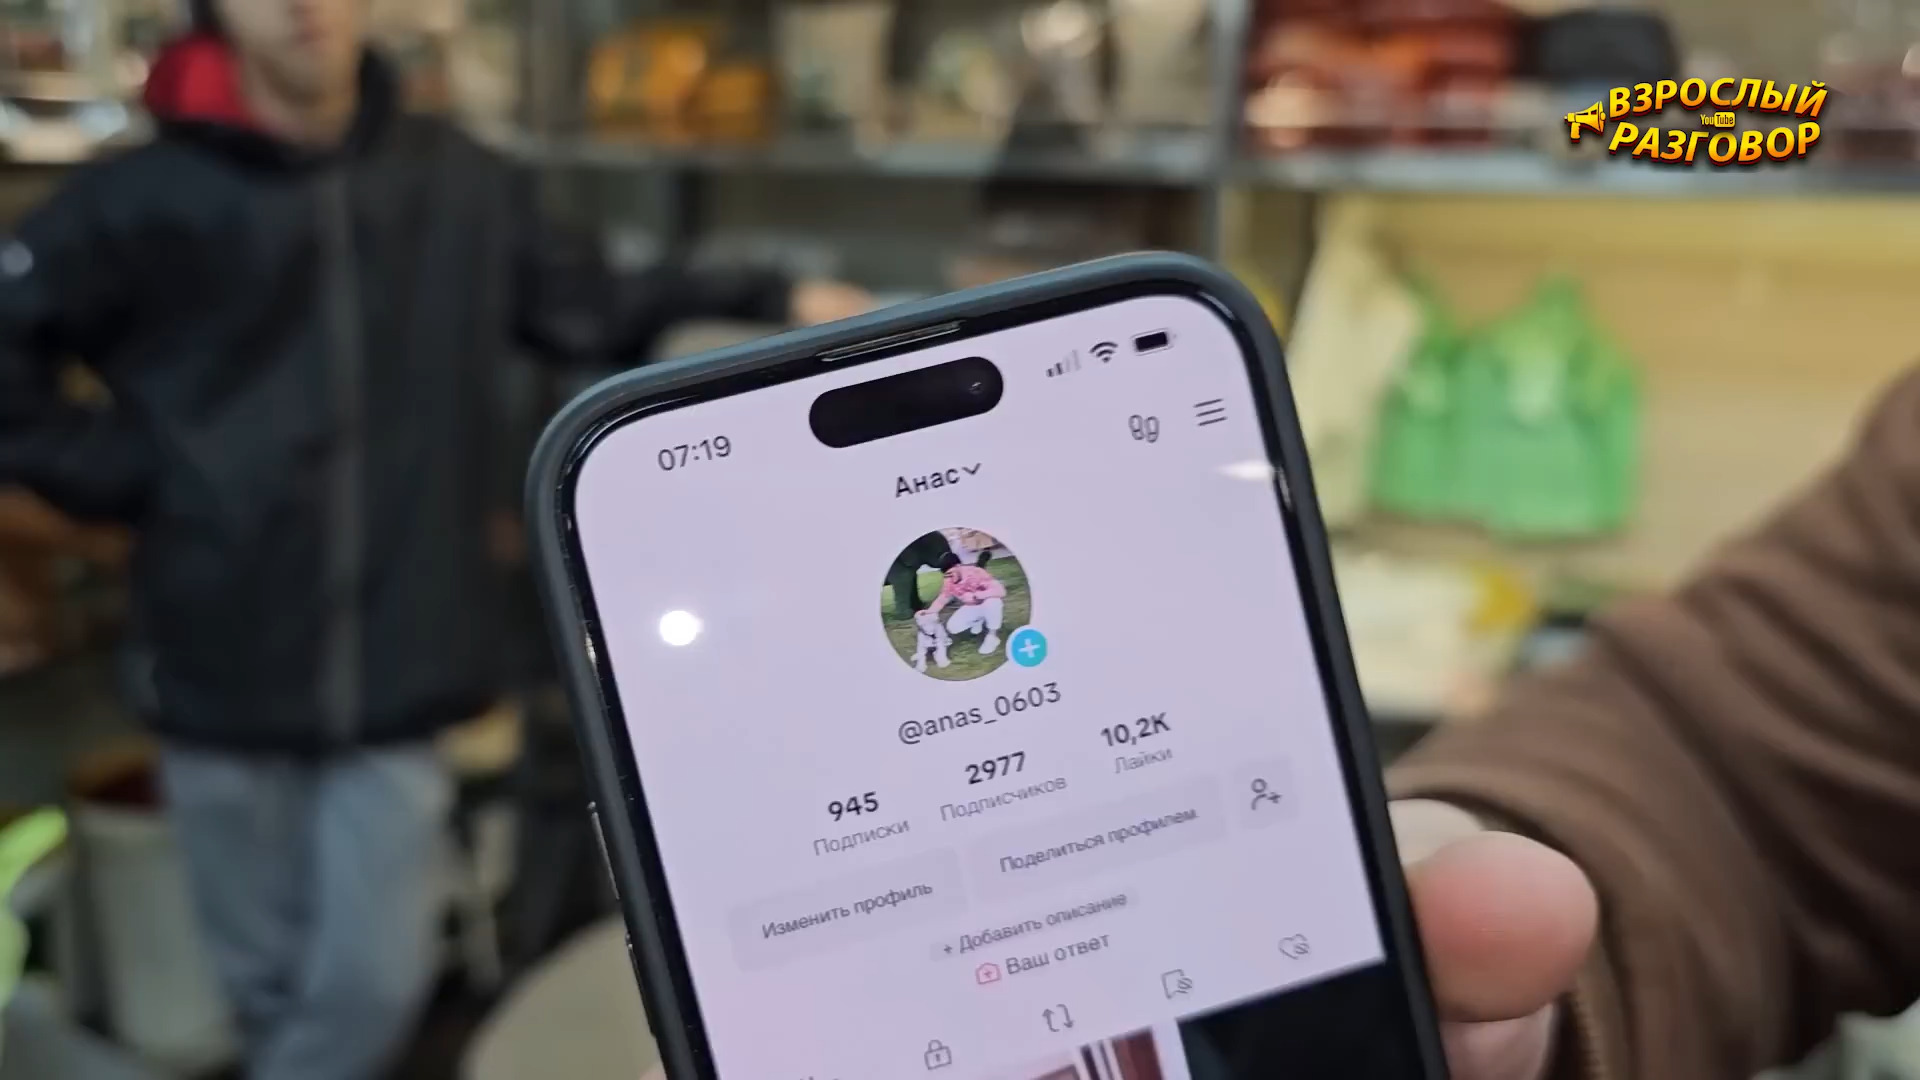 ВЗРОСЛЫЙ
YouTube
РАЗГОВОР
07:19
Анас
@anas_0603
945
Подписки
2977
Подписчиков
10,2K
Лайки
Изменить профиль
Поделиться профилем
+ Добавить описание
Ваш ответ